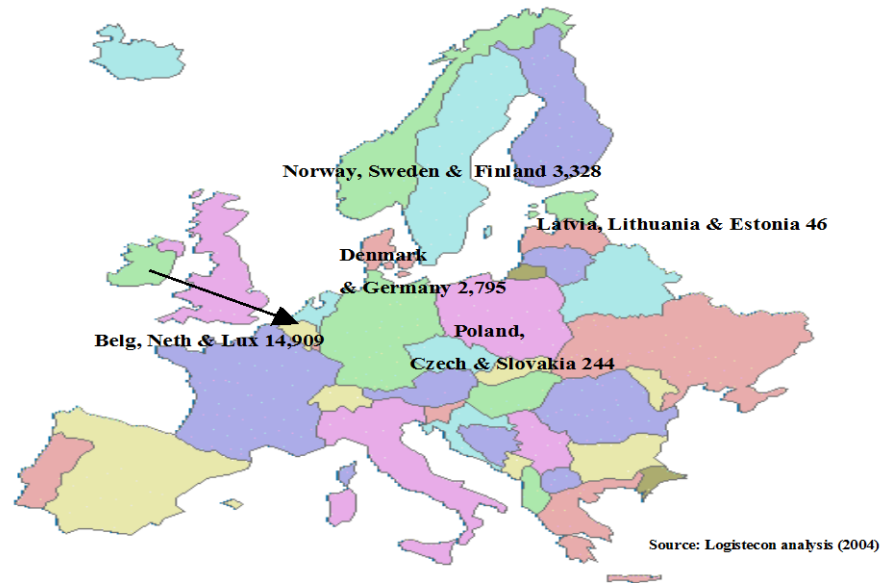 Norway, Sweden & Finland 3,328
Latvia, Lithuania & Estonia 46
Denmark
& Germany 2,795
Poland,
Belg, Neth & Lux 14,909
Czech & Slovakia 244
Source: Logistecon analysis (2004)